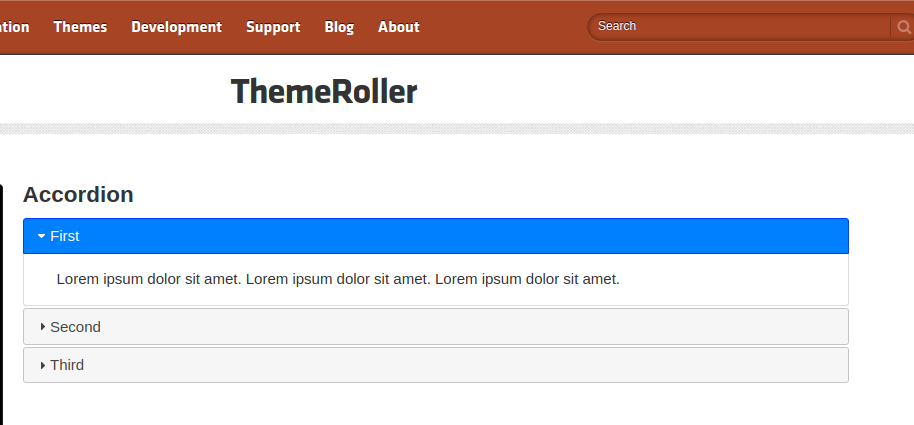 Themes Development Support Blog About Search
ThemeRoller
Accordion
First
Lorem ipsum dolor sit amet. Lorem ipsum dolor sit amet. Lorem ipsum dolor sit amet.
Second
Third